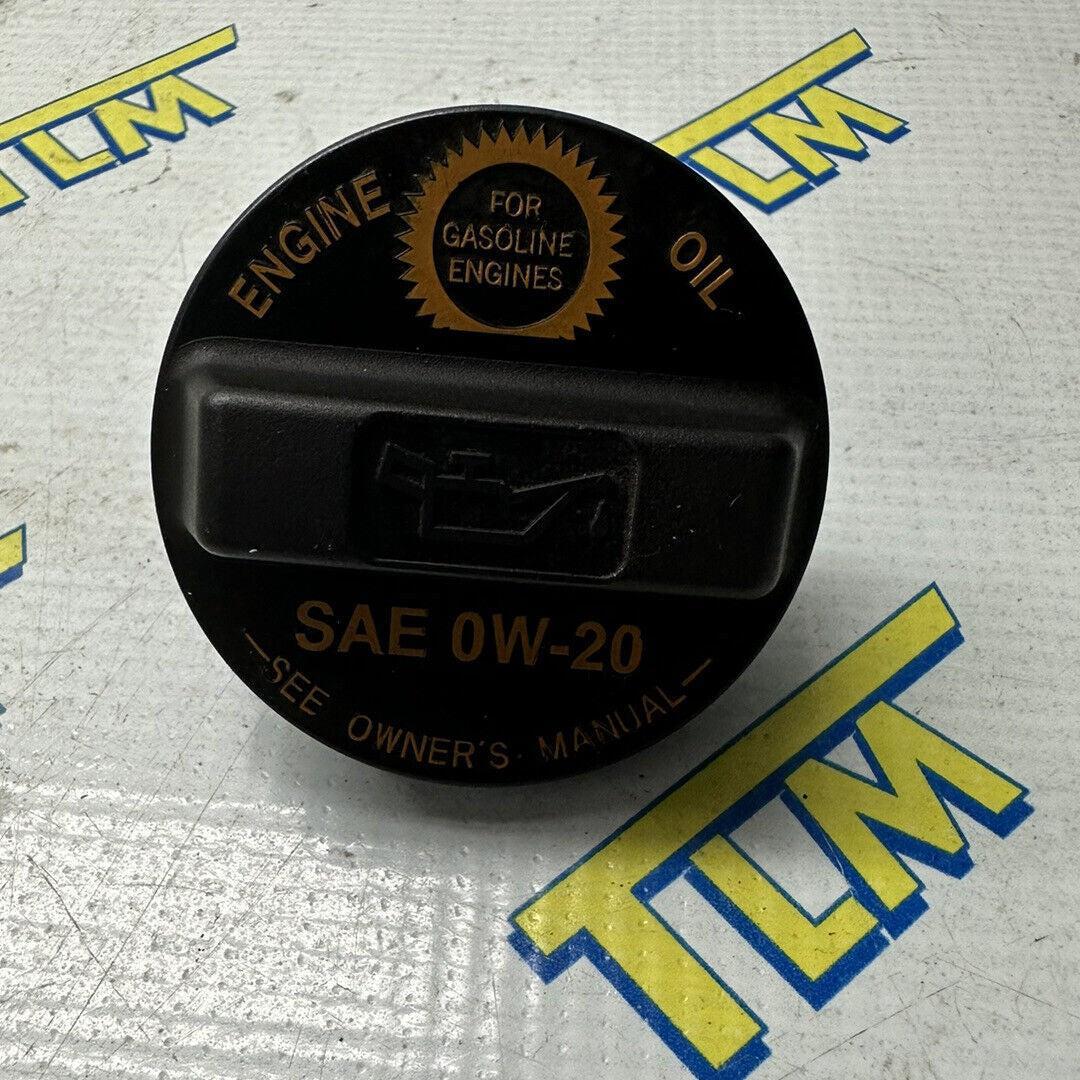 TLM
TLM
ENGINE OIL
FOR
GASOLINE
ENGINES
SAE 0W-20
—SEE OWNER'S MANUAL—
TLM